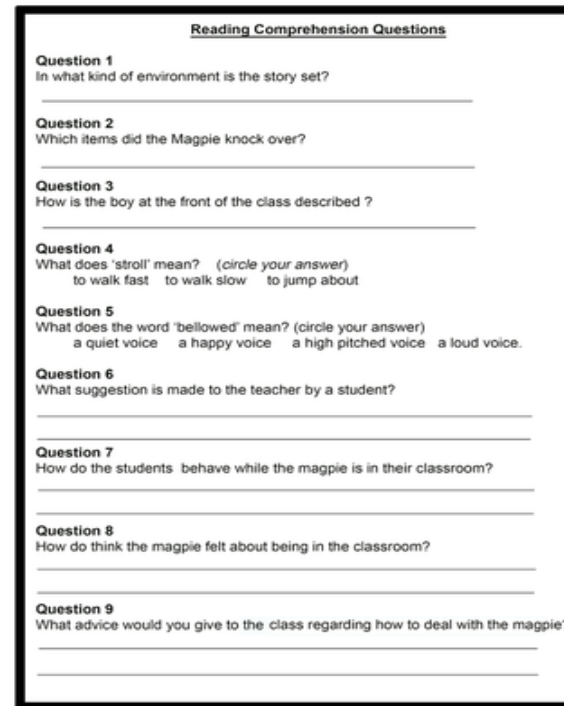 Reading Comprehension Questions
Question 1
In what kind of environment is the story set?
Question 2
Which items did the Magpie knock over?
Question 3
How is the boy at the front of the class described ?
Question 4
What does 'stroll' mean? (circle your answer)
to walk fast to walk slow to jump about
Question 5
What does the word 'bellowed' mean? (circle your answer)
a quiet voice a happy voice a high pitched voice a loud voice.
Question 6
What suggestion is made to the teacher by a student?
Question 7
How do the students behave while the magpie is in their classroom?
Question 8
How do think the magpie felt about being in the classroom?
Question 9
What advice would you give to the class regarding how to deal with the magpie?